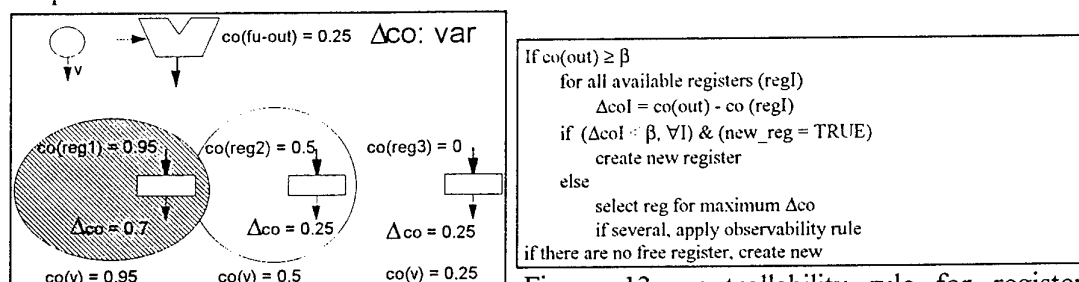 v
co(fu-out) = 0.25
Δco: var
co(reg1) = 0.95
co(reg2) = 0.5
co(reg3) = 0
Δco = 0.7
Δco = 0.25
Δco = 0.25
co(v) = 0.95
co(v) = 0.5
co(v) = 0.25
If co(out) ≥ β
for all available registers (regI)
ΔcoI = co(out) - co (regI)
if (ΔcoI < β, ∀I) & (new_reg = TRUE)
create new register
else
select reg for maximum Δco
if several, apply observability rule
if there are no free register, create new
controllability rule for register